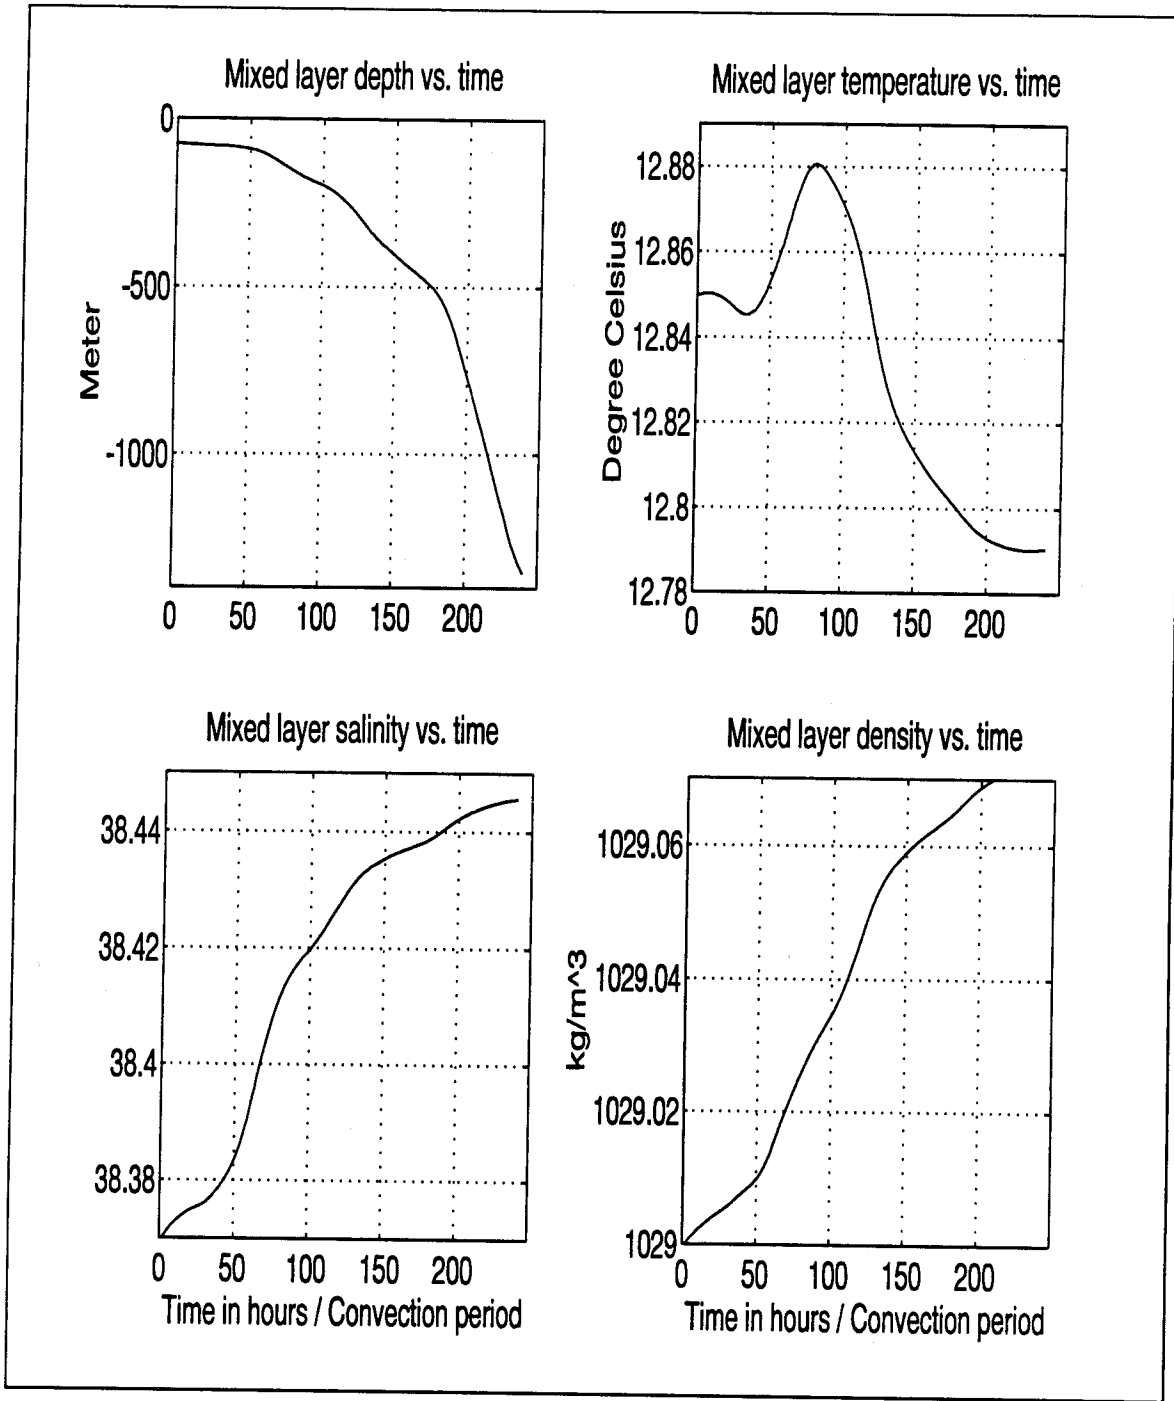 Mixed layer depth vs. time
0
-500
-1000
Meter
0 50 100 150 200
Mixed layer temperature vs. time
12.88
12.86
12.84
12.82
12.8
12.78
Degree Celsius
0 50 100 150 200
Mixed layer salinity vs. time
38.44
38.42
38.4
38.38
0 50 100 150 200
Time in hours / Convection period
Mixed layer density vs. time
1029.06
1029.04
1029.02
1029
kg/m^3
0 50 100 150 200
Time in hours / Convection period